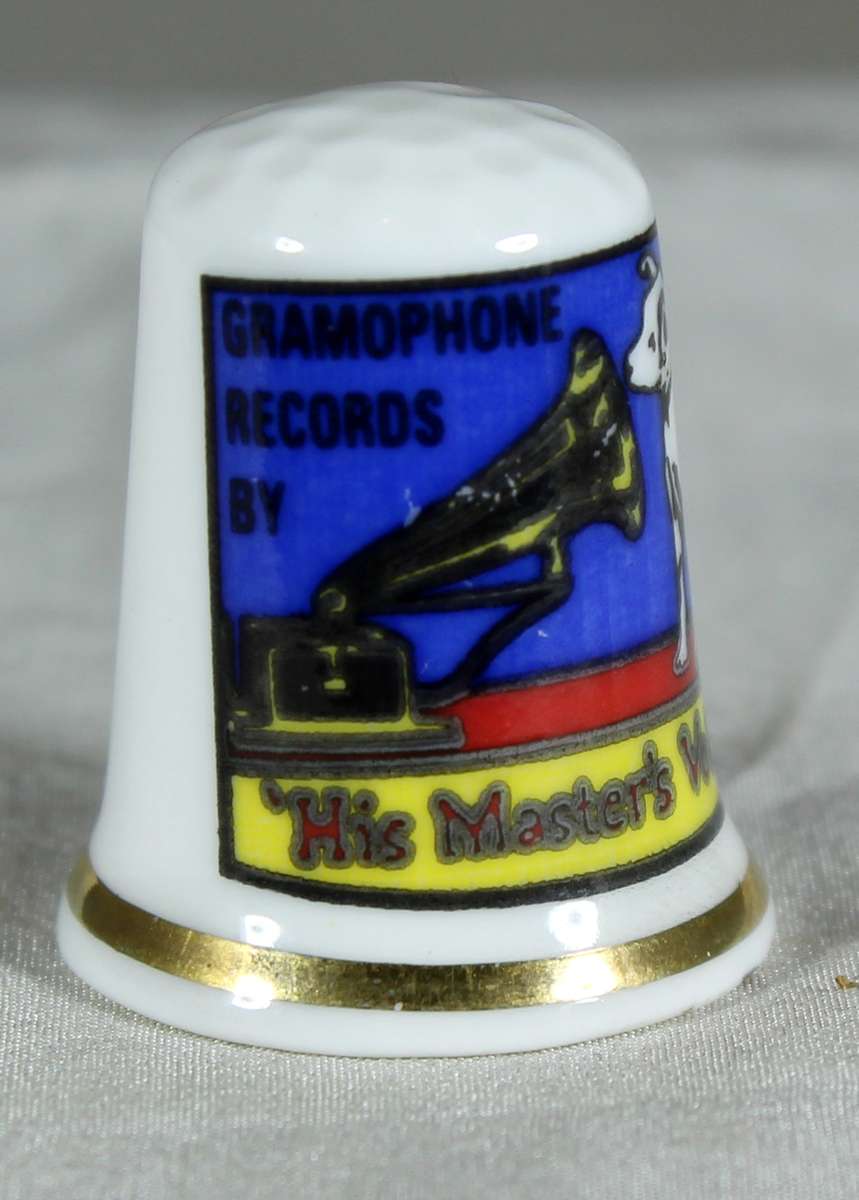 GRAMOPHONE
RECORDS
BY
'His Master's